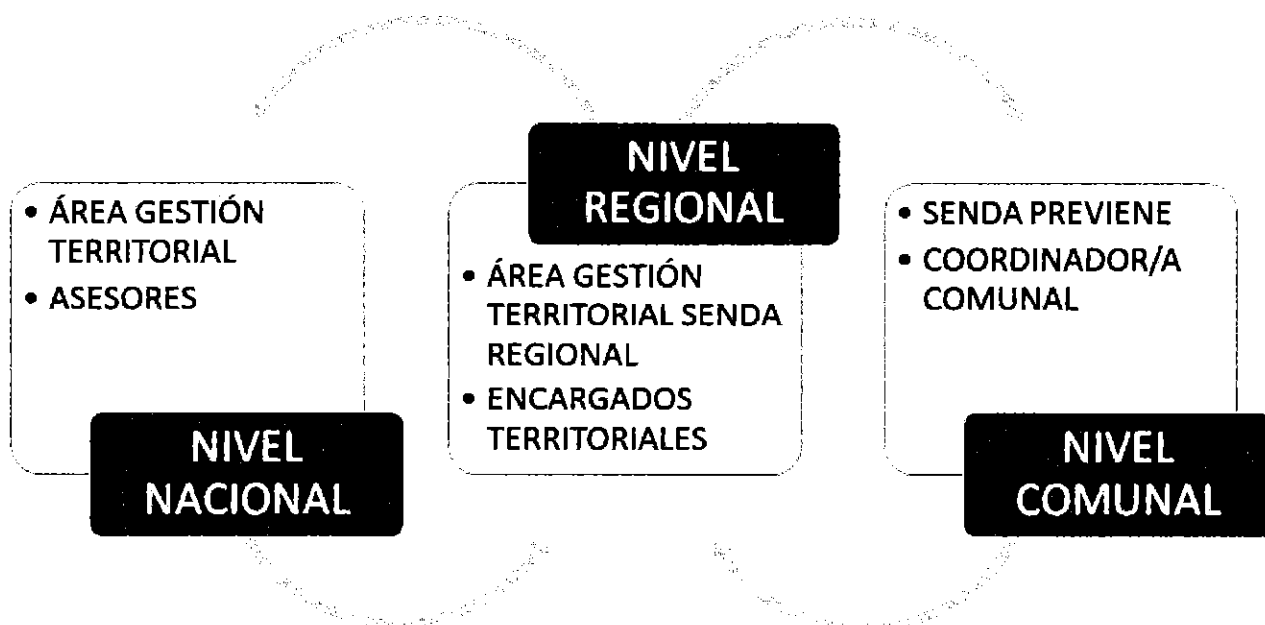 • ÁREA GESTIÓN
TERRITORIAL
• ASESORES
NIVEL
NACIONAL
NIVEL
REGIONAL
• ÁREA GESTIÓN
TERRITORIAL SENDA
REGIONAL
• ENCARGADOS
TERRITORIALES
• SENDA PREVIENE
• COORDINADOR/A
COMUNAL
NIVEL
COMUNAL